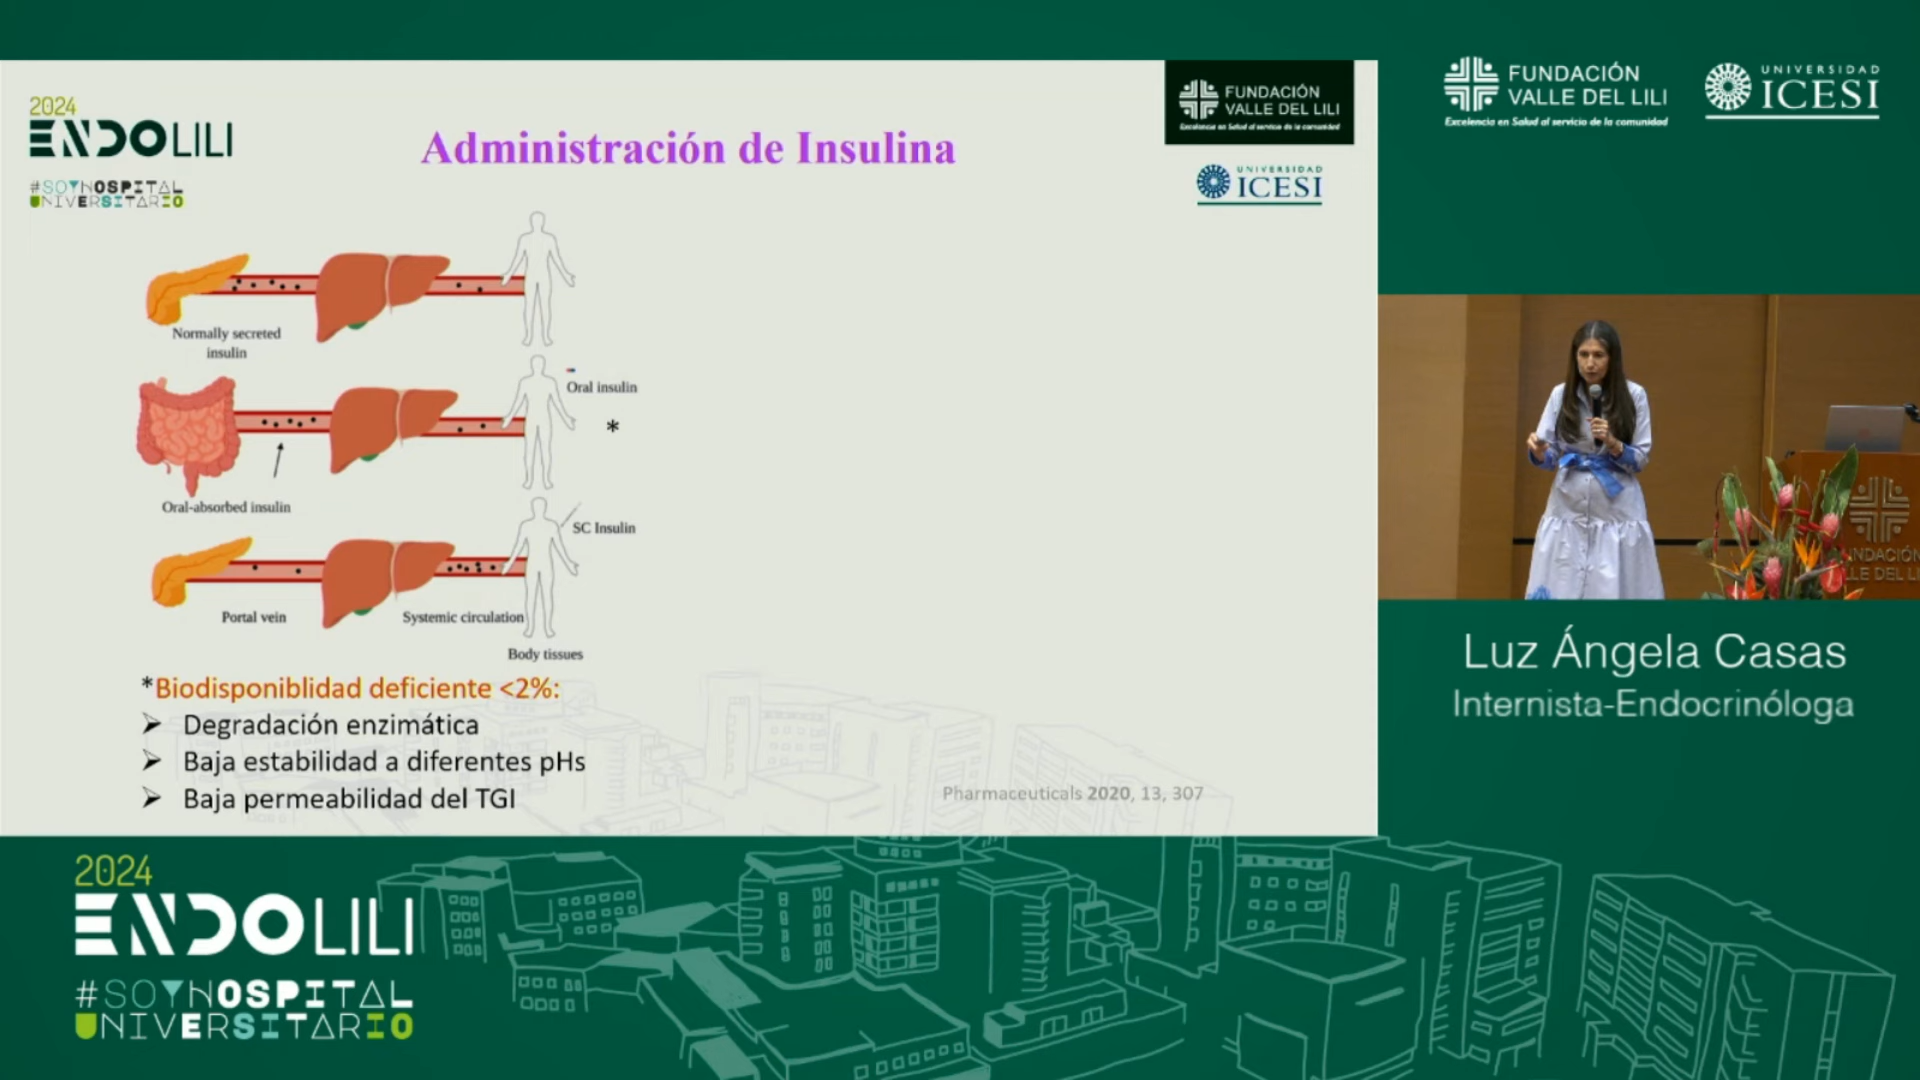 2024
ENDOLILI
#SOYHOSPITAL
UNIVERSITARIO
Administración de Insulina
FUNDACIÓN
VALLE DEL LILI
Excelencia en Salud al servicio de la comunidad
UNIVERSIDAD
ICESI
Normally secreted
insulin
Oral insulin
*
Oral-absorbed insulin
SC Insulin
Portal vein
Systemic circulation
Body tissues
*Biodisponiblidad deficiente <2%:
Degradación enzimática
Baja estabilidad a diferentes pHs
Baja permeabilidad del TGI
Pharmaceuticals 2020, 13, 307
FUNDACIÓN
VALLE DEL LILI
Excelencia en Salud al servicio de la comunidad
UNIVERSIDAD
ICESI
Luz Ángela Casas
Internista-Endocrinóloga
2024
ENDOLILI
#SOYHOSPITAL
UNIVERSITARIO